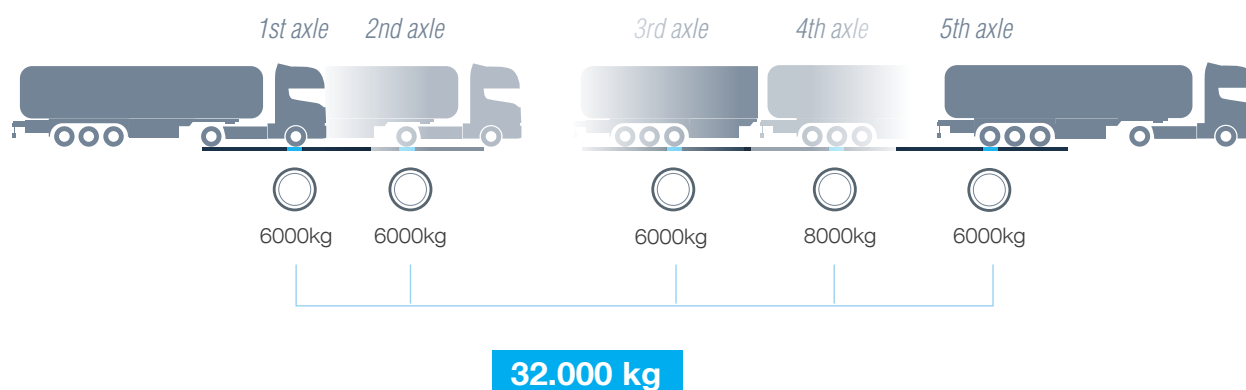 1st axle 2nd axle 3rd axle 4th axle 5th axle
6000kg 6000kg 6000kg 8000kg 6000kg
32.000 kg